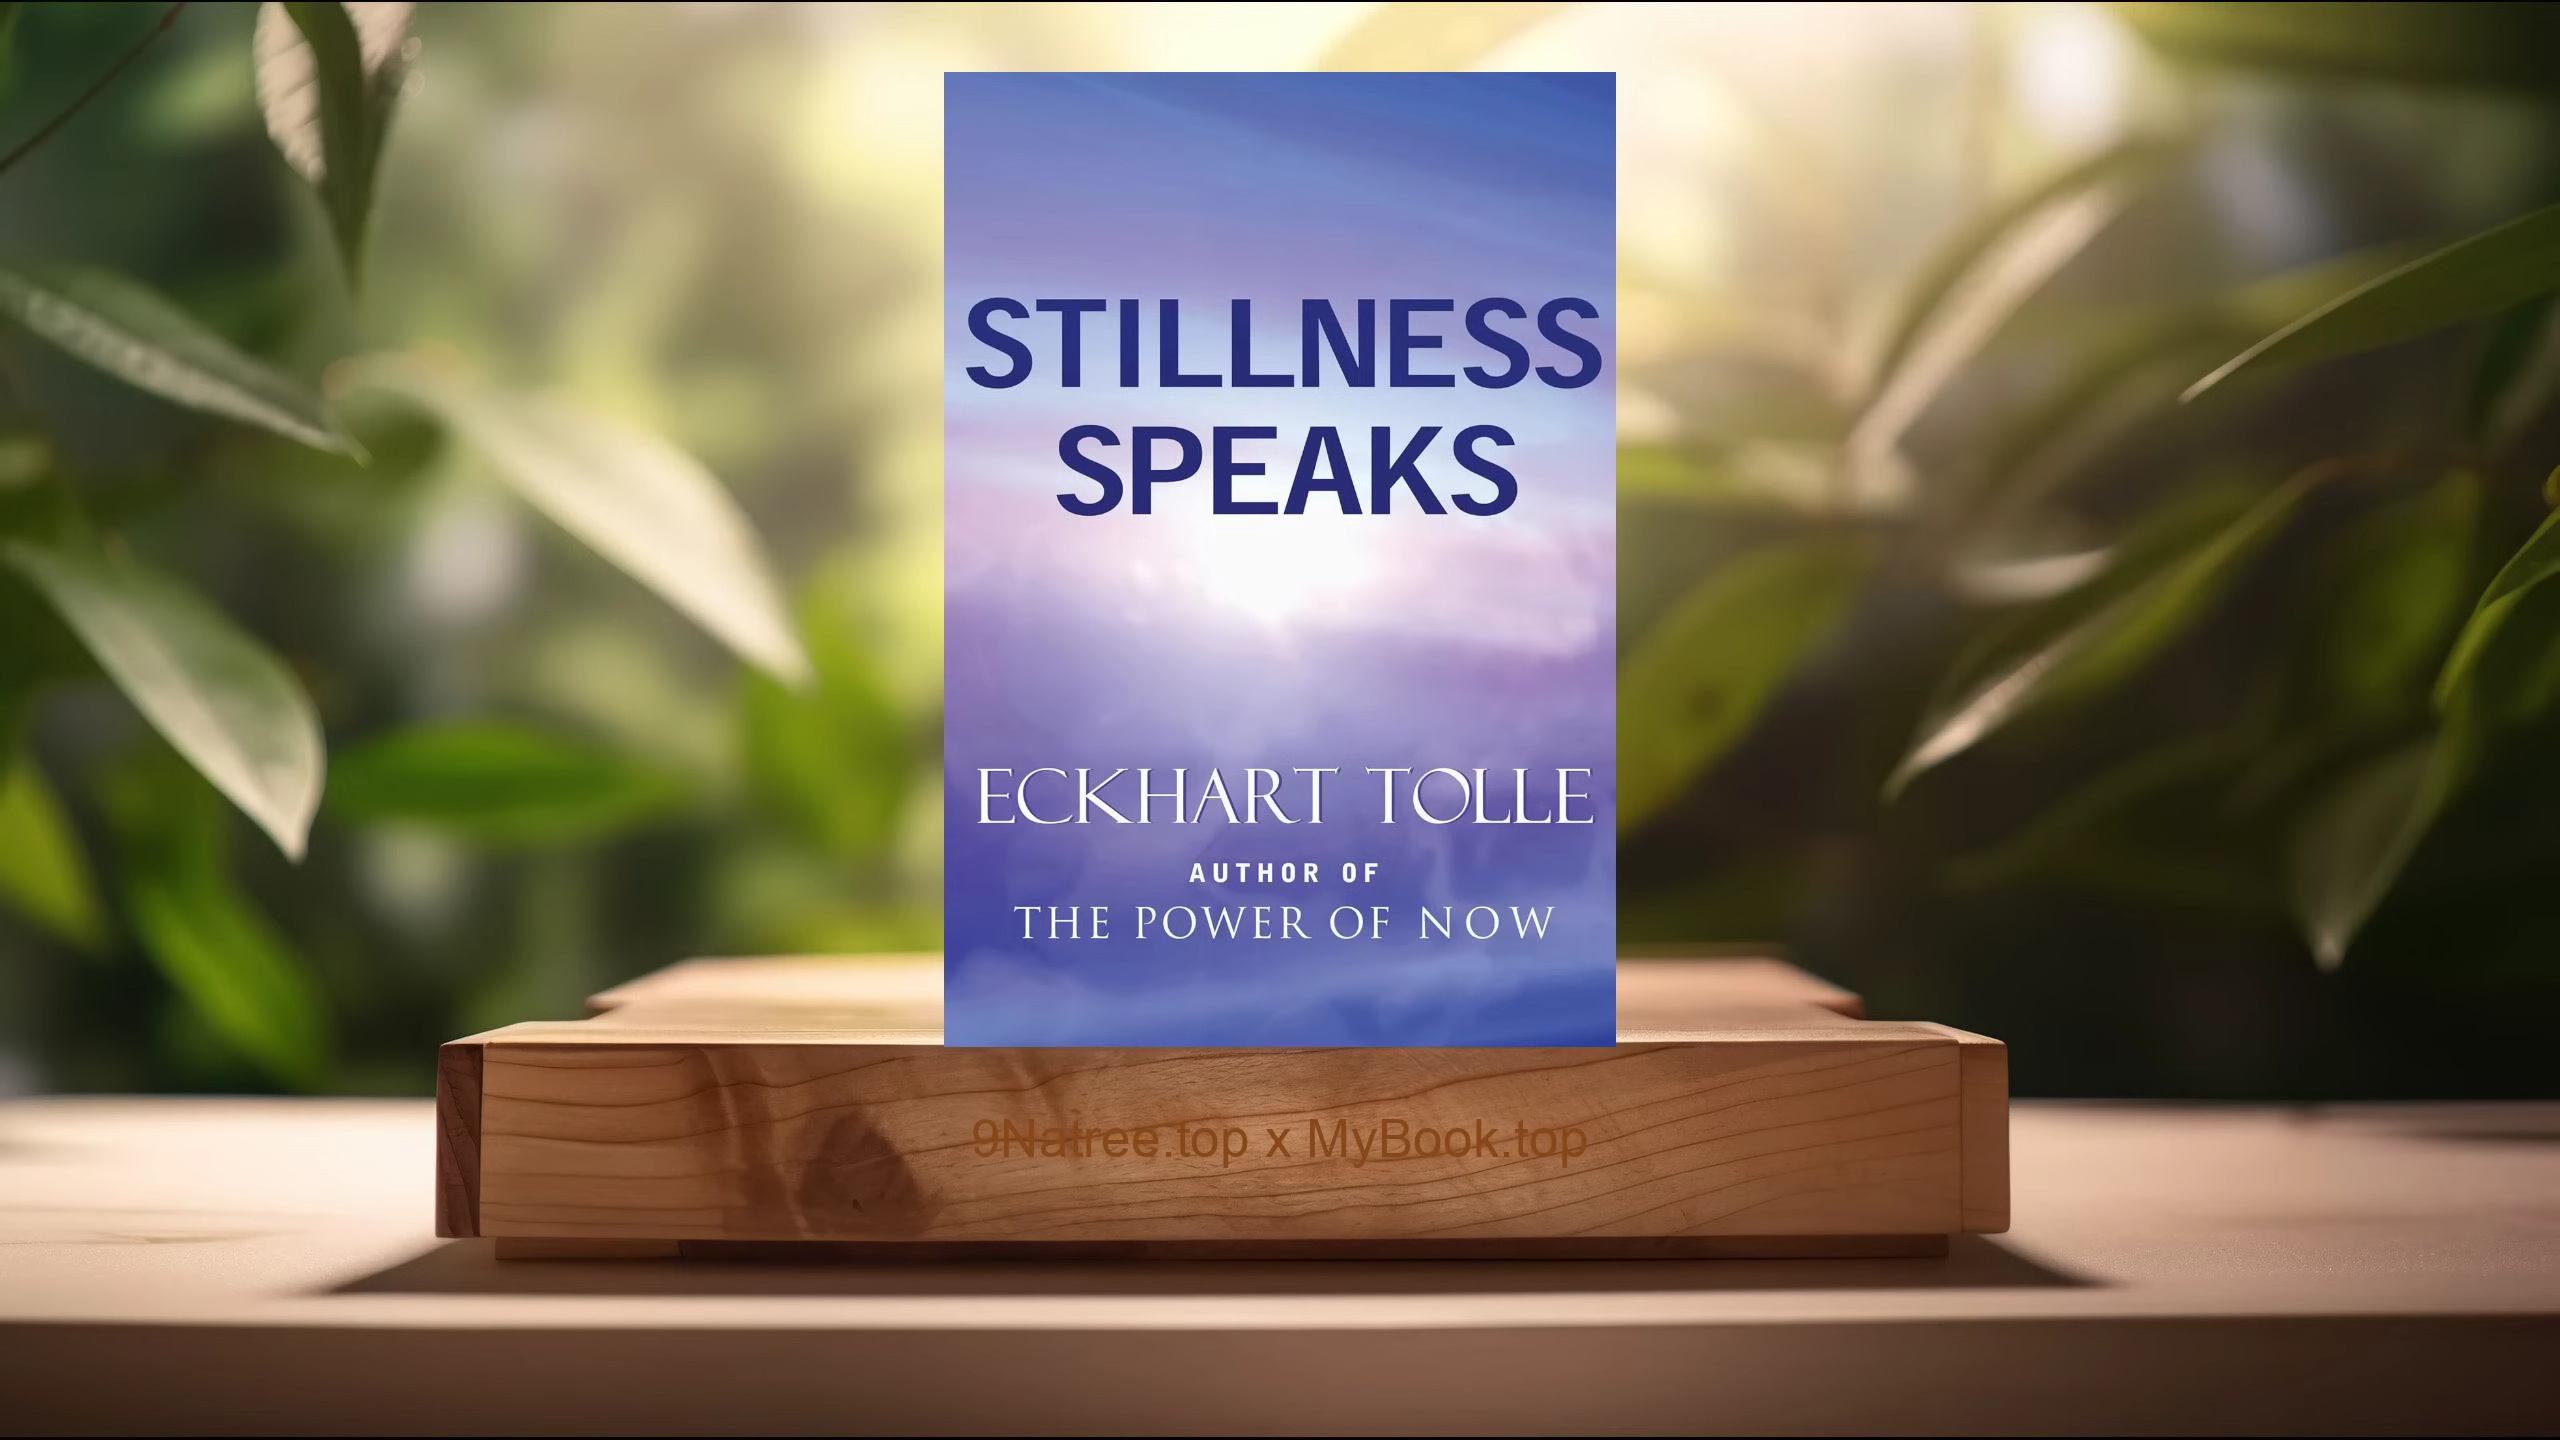 STILLNESS
SPEAKS
ECKHART TOLLE
AUTHOR OF
THE POWER OF NOW
9Natree.top x MyBook.top